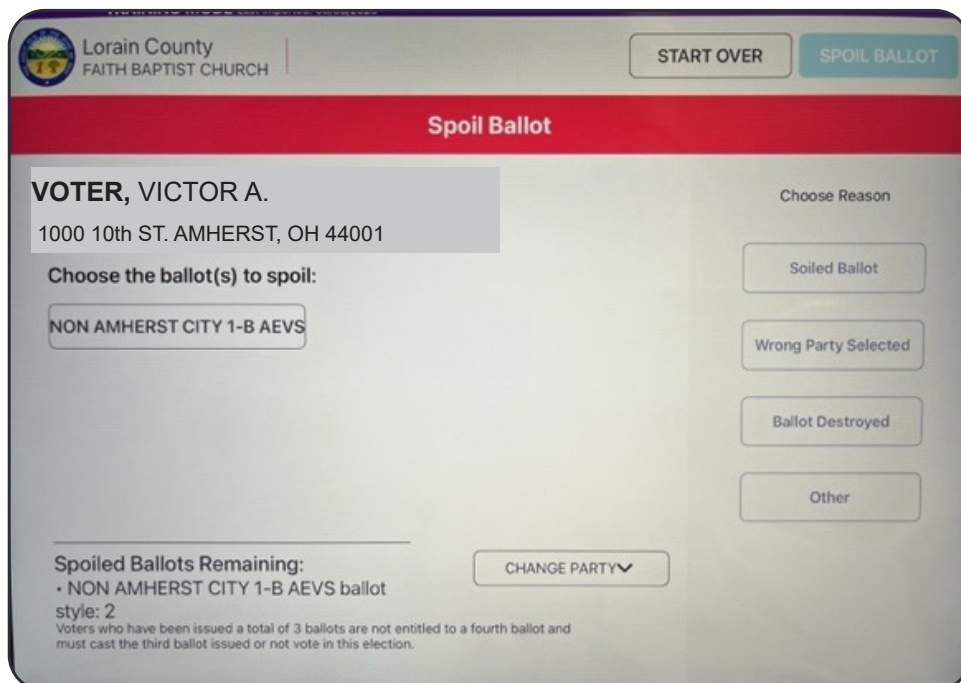 Lorain County
FAITH BAPTIST CHURCH
START OVER
SPOIL BALLOT
Spoil Ballot
VOTER, VICTOR A.
1000 10th ST. AMHERST, OH 44001
Choose the ballot(s) to spoil:
NON AMHERST CITY 1-B AEVS
Choose Reason
Soiled Ballot
Wrong Party Selected
Ballot Destroyed
Other
Spoiled Ballots Remaining:
• NON AMHERST CITY 1-B AEVS ballot
style: 2
Voters who have been issued a total of 3 ballots are not entitled to a fourth ballot and
must cast the third ballot issued or not vote in this election.
CHANGE PARTY